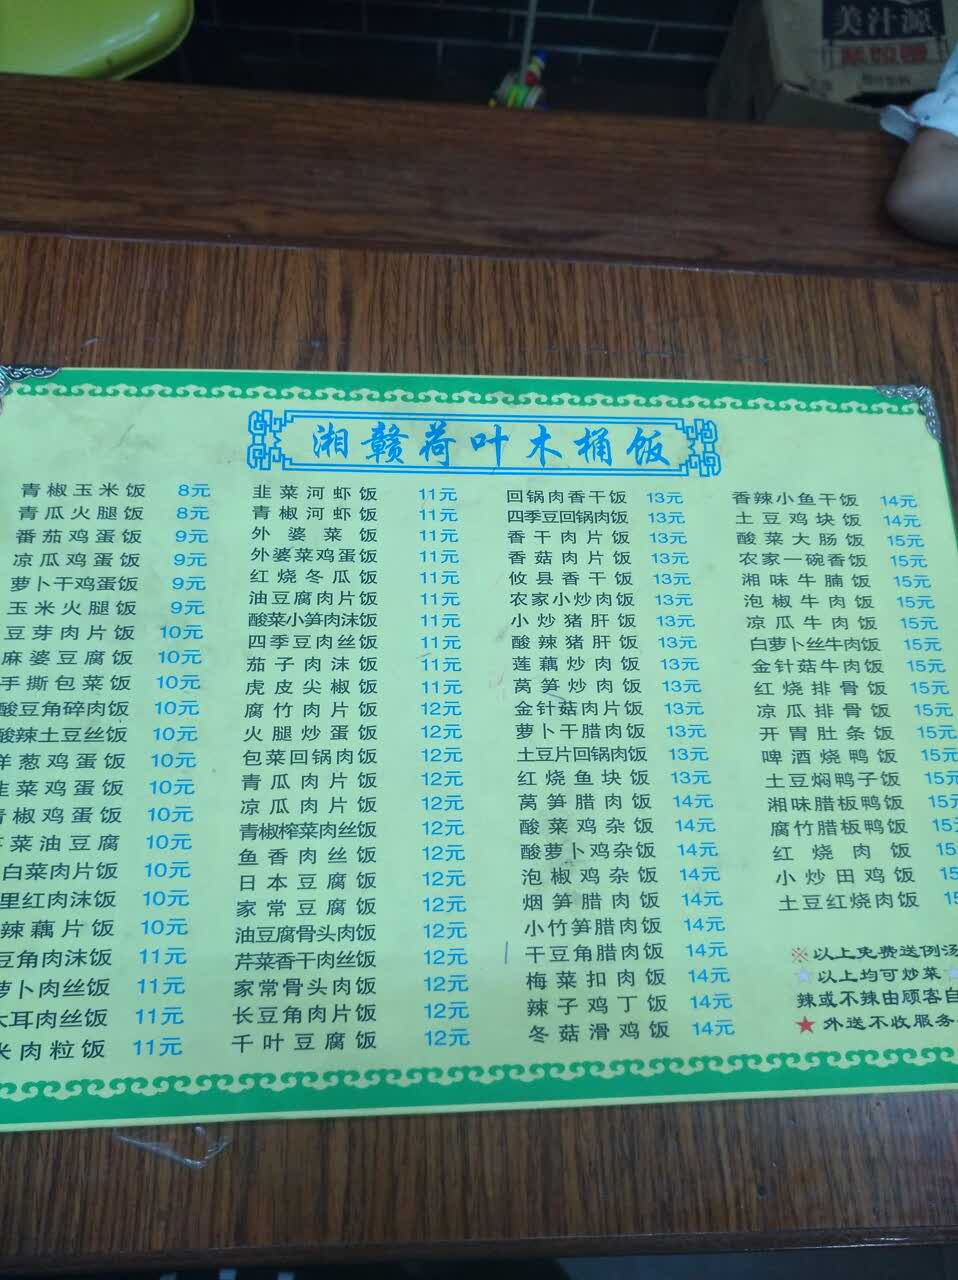 美汁源
湘赣荷叶木桶饭
青椒玉米饭 8元
青瓜火腿饭 8元
番茄鸡蛋饭 9元
凉瓜鸡蛋饭 9元
萝卜干鸡蛋饭 9元
玉米火腿饭 9元
豆芽肉片饭 10元
麻婆豆腐饭 10元
手撕包菜饭 10元
酸豆角碎肉饭 10元
酸辣土豆丝饭 10元
洋葱鸡蛋饭 10元
韭菜鸡蛋饭 10元
青椒鸡蛋饭 10元
菜油豆腐 10元
白菜肉片饭 10元
里红肉沫饭 10元
辣藕片饭 10元
豆角肉沫饭 11元
萝卜肉丝饭 11元
木耳肉丝饭 11元
米肉粒饭 11元
韭菜河虾饭 11元
青椒河虾饭 11元
外婆菜饭 11元
外婆菜鸡蛋饭 11元
红烧冬瓜饭 11元
油豆腐肉片饭 11元
酸菜小笋肉沫饭 11元
四季豆肉丝饭 11元
茄子肉沫饭 11元
虎皮尖椒饭 11元
腐竹肉片饭 12元
火腿炒蛋饭 12元
包菜回锅肉饭 12元
青瓜肉片饭 12元
凉瓜肉片饭 12元
青椒榨菜肉丝饭 12元
鱼香肉丝饭 12元
日本豆腐饭 12元
家常豆腐饭 12元
油豆腐骨头肉饭 12元
芹菜香干肉丝饭 12元
家常骨头肉饭 12元
长豆角肉片饭 12元
千叶豆腐饭 12元
回锅肉香干饭 13元
四季豆回锅肉饭 13元
香干肉片饭 13元
香菇肉片饭 13元
攸县香干饭 13元
农家小炒肉饭 13元
小炒猪肝饭 13元
酸辣猪肝饭 13元
莲藕炒肉饭 13元
莴笋炒肉饭 13元
金针菇肉片饭 13元
萝卜干腊肉饭 13元
土豆片回锅肉饭 13元
红烧鱼块饭 13元
莴笋腊肉饭 14元
酸菜鸡杂饭 14元
酸萝卜鸡杂饭 14元
泡椒鸡杂饭 14元
烟笋腊肉饭 14元
小竹笋腊肉饭 14元
干豆角腊肉饭 14元
梅菜扣肉饭 14元
辣子鸡丁饭 14元
冬菇滑鸡饭 14元
香辣小鱼干饭 14元
土豆鸡块饭 14元
酸菜大肠饭 15元
农家一碗香饭 15元
湘味牛腩饭 15元
泡椒牛肉饭 15元
凉瓜牛肉饭 15元
白萝卜丝牛肉饭 15元
金针菇牛肉饭 15元
红烧排骨饭 15元
凉瓜排骨饭 15元
开胃肚条饭 15元
啤酒烧鸭饭 15元
土豆焖鸭子饭 15元
湘味腊板鸭饭 15元
腐竹腊板鸭饭 15元
红烧肉饭 15
小炒田鸡饭 15
土豆红烧肉饭 15
※以上免费送例汤
★以上均可炒菜★
辣或不辣由顾客自
★外送不收服务